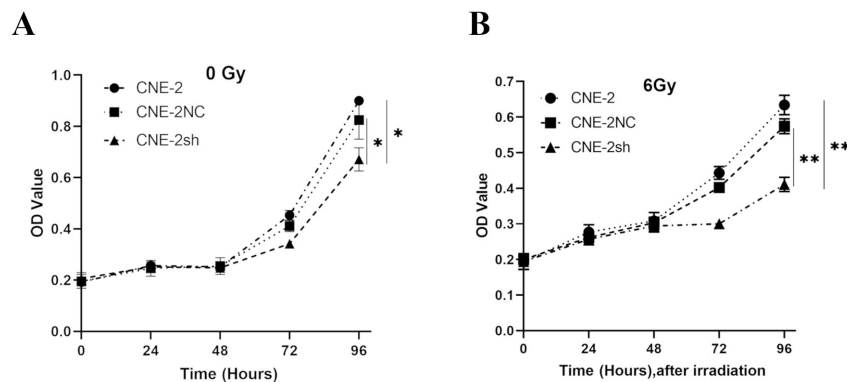 A
0 Gy
1.0
0.8
0.6
0.4
0.2
0.0
OD Value
CNE-2
CNE-2NC
CNE-2sh
*
*
0
24
48
72
96
Time (Hours)
B
6Gy
0.7
0.6
0.5
0.4
0.3
0.2
0.1
0.0
OD Value
CNE-2
CNE-2NC
CNE-2sh
**
**
0
24
48
72
96
Time (Hours),after irradiation